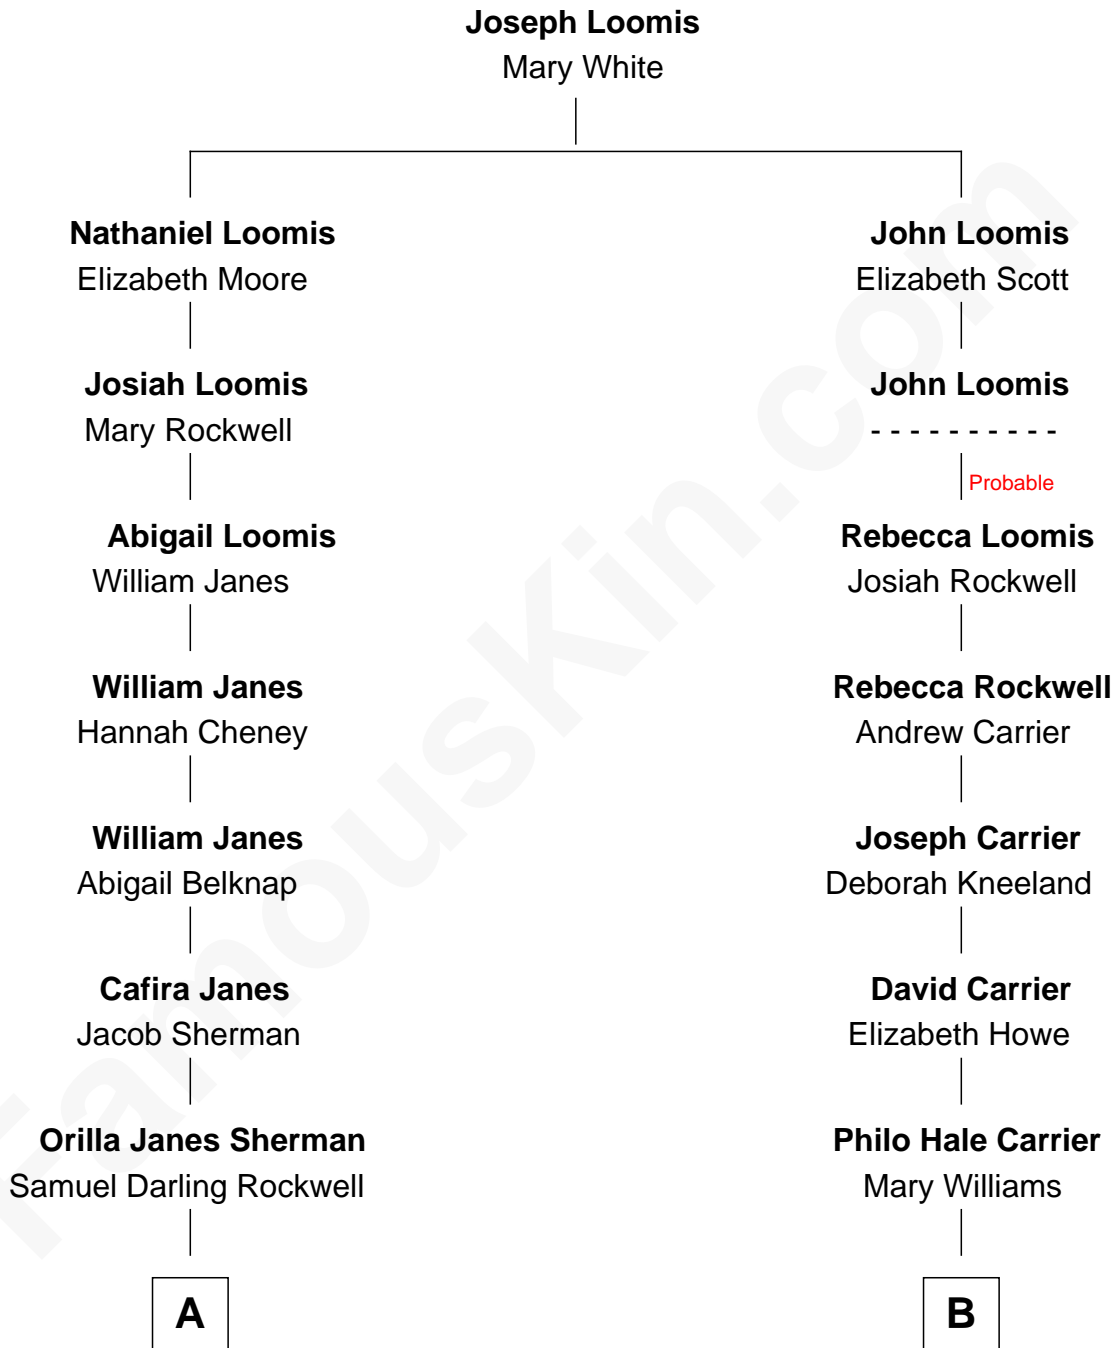 Joseph Loomis
Mary White
Nathaniel Loomis
Elizabeth Moore
John Loomis
Elizabeth Scott
Josiah Loomis
Mary Rockwell
John Loomis
- - - - - - - - - -
Probable
Abigail Loomis
William Janes
Rebecca Loomis
Josiah Rockwell
William Janes
Hannah Cheney
Rebecca Rockwell
Andrew Carrier
William Janes
Abigail Belknap
Joseph Carrier
Deborah Kneeland
Cafira Janes
Jacob Sherman
David Carrier
Elizabeth Howe
Orilla Janes Sherman
Samuel Darling Rockwell
Philo Hale Carrier
Mary Williams
A
B
FamousKin.com